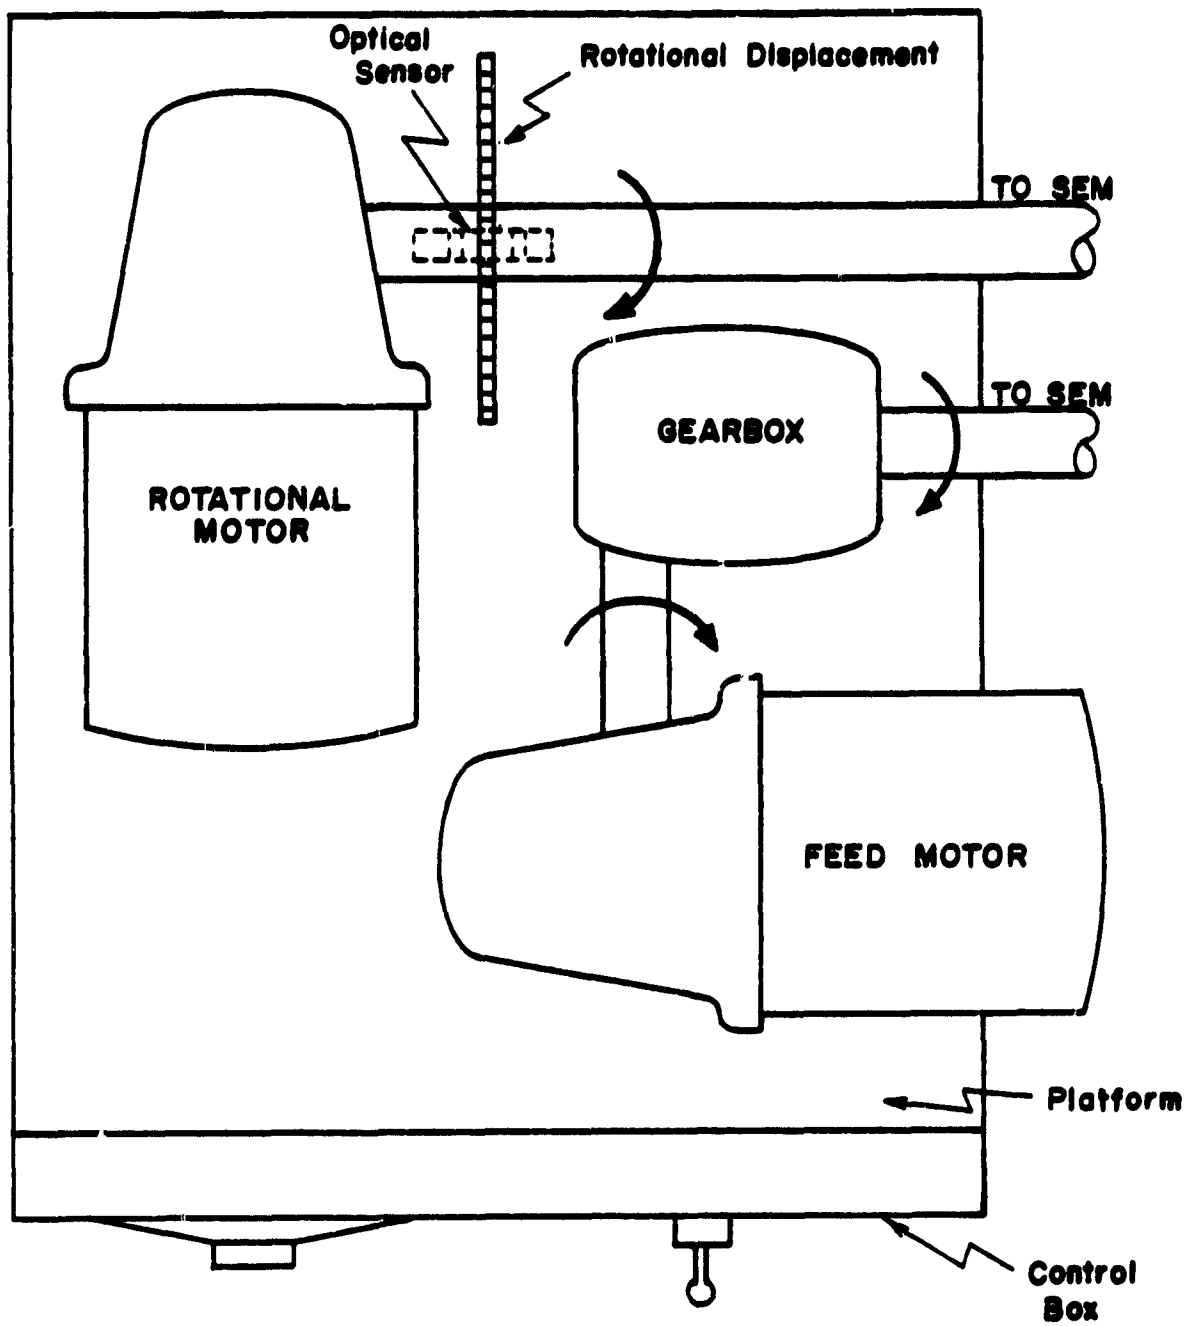 Optical
Sensor
Rotational Displacement
TO SEM
TO SEM
GEARBOX
ROTATIONAL
MOTOR
FEED MOTOR
Platform
Control
Box